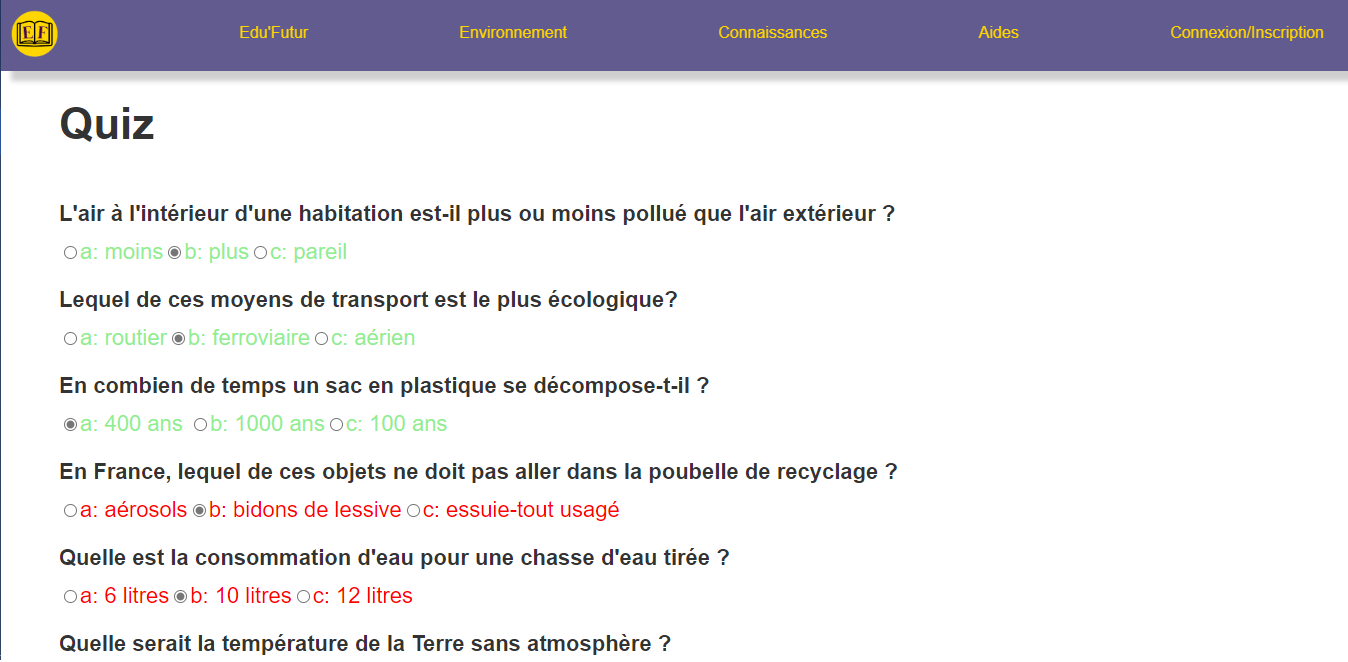 EF
Edu'Futur Environnement Connaissances Aides Connexion/Inscription
Quiz
L'air à l'intérieur d'une habitation est-il plus ou moins pollué que l'air extérieur ?
a: moins b: plus c: pareil
Lequel de ces moyens de transport est le plus écologique?
a: routier b: ferroviaire c: aérien
En combien de temps un sac en plastique se décompose-t-il ?
a: 400 ans b: 1000 ans c: 100 ans
En France, lequel de ces objets ne doit pas aller dans la poubelle de recyclage ?
a: aérosols b: bidons de lessive c: essuie-tout usagé
Quelle est la consommation d'eau pour une chasse d'eau tirée ?
a: 6 litres b: 10 litres c: 12 litres
Quelle serait la température de la Terre sans atmosphère ?